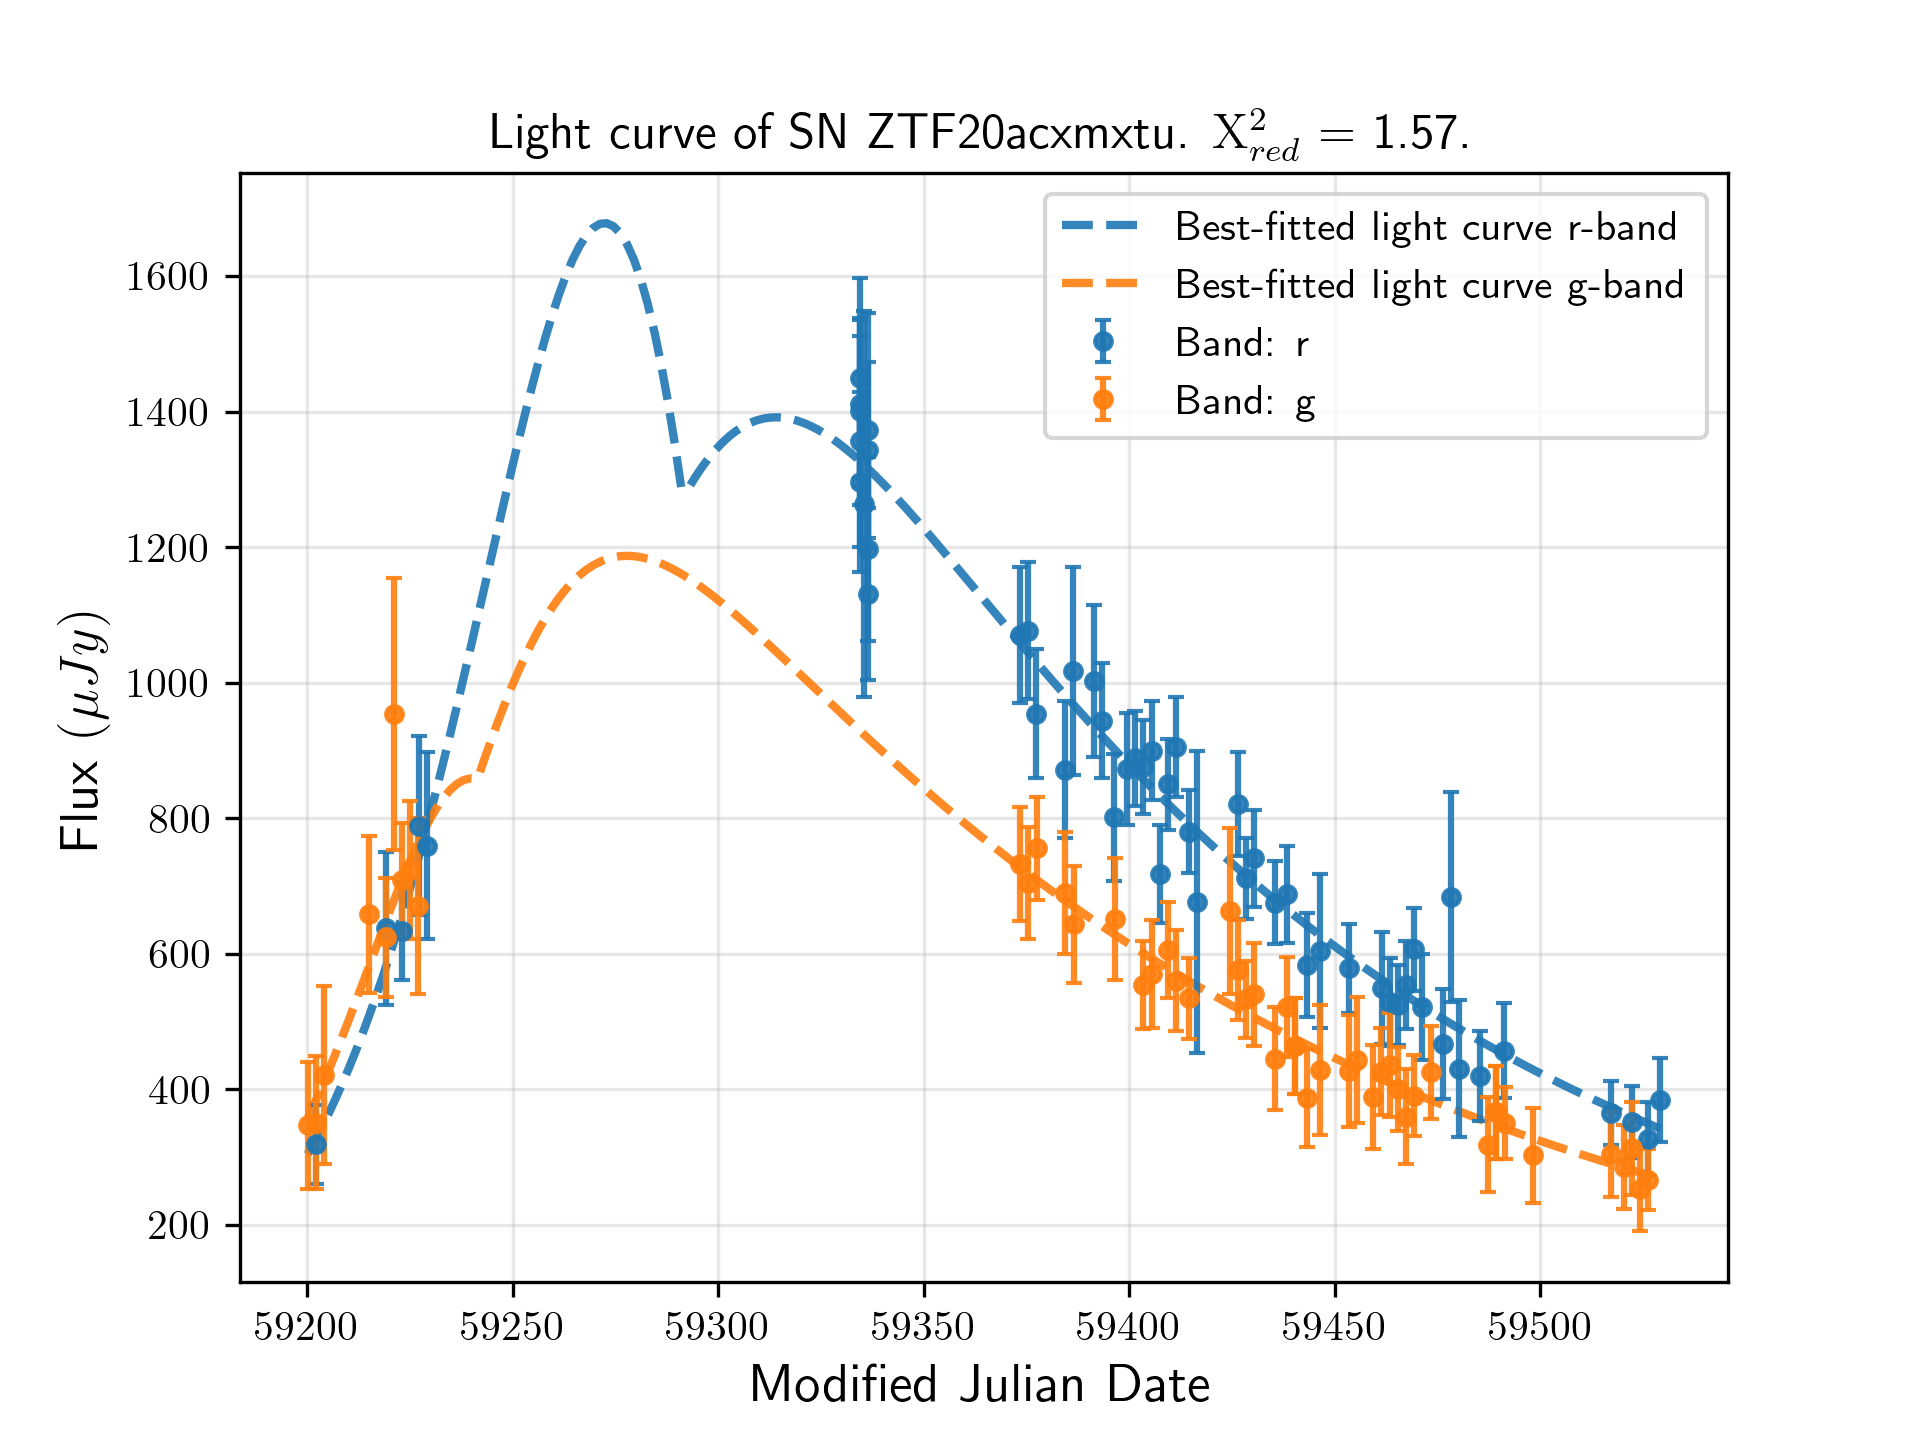 Light curve of SN ZTF20acxmxtu. X²_red = 1.57.
Best-fitted light curve r-band
Best-fitted light curve g-band
Band: r
Band: g
Flux (μJy)
1600
1400
1200
1000
800
600
400
200
59200 59250 59300 59350 59400 59450 59500
Modified Julian Date